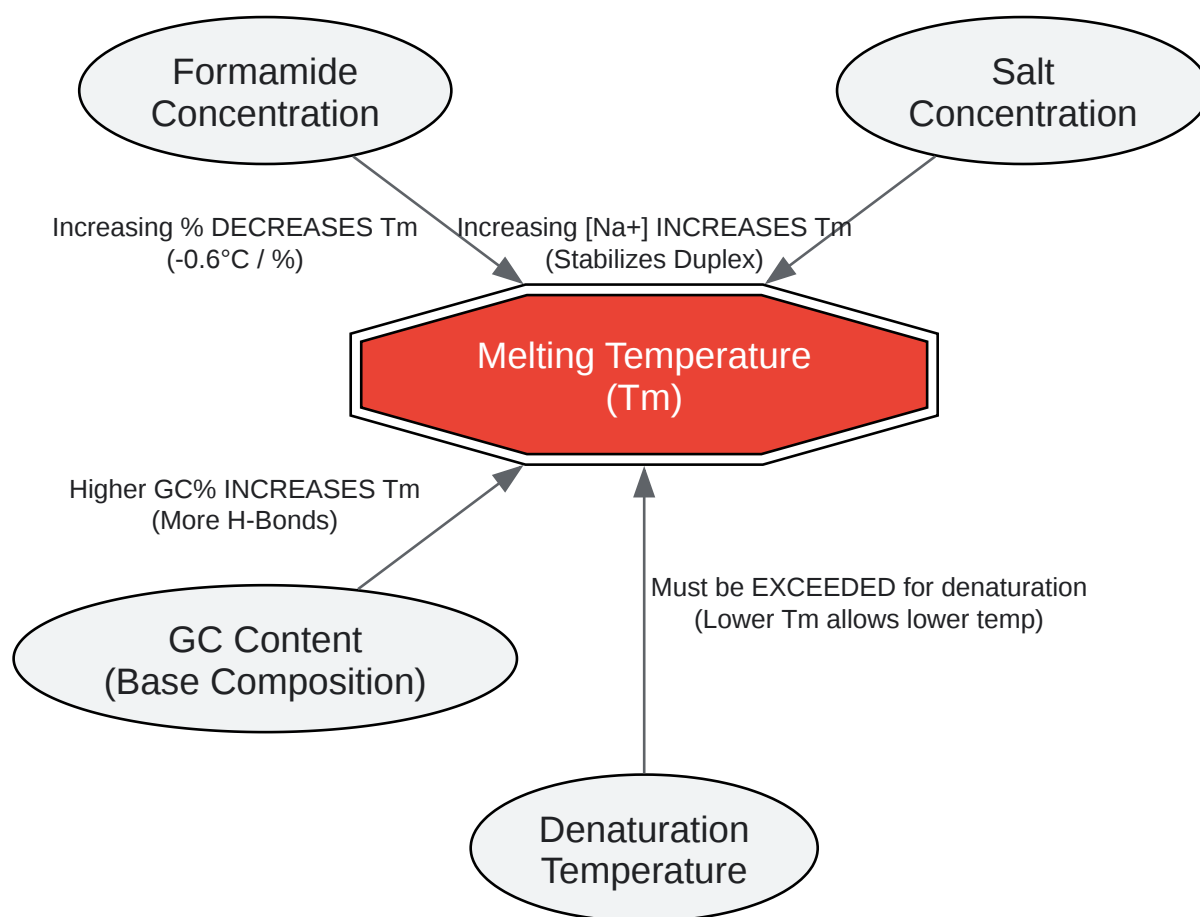 Formamide
Concentration
Salt
Concentration
Increasing % DECREASES Tm
(-0.6°C / %)
Increasing [Na+] INCREASES Tm
(Stabilizes Duplex)
Melting Temperature
(Tm)
Higher GC% INCREASES Tm
(More H-Bonds)
Must be EXCEEDED for denaturation
(Lower Tm allows lower temp)
GC Content
(Base Composition)
Denaturation
Temperature